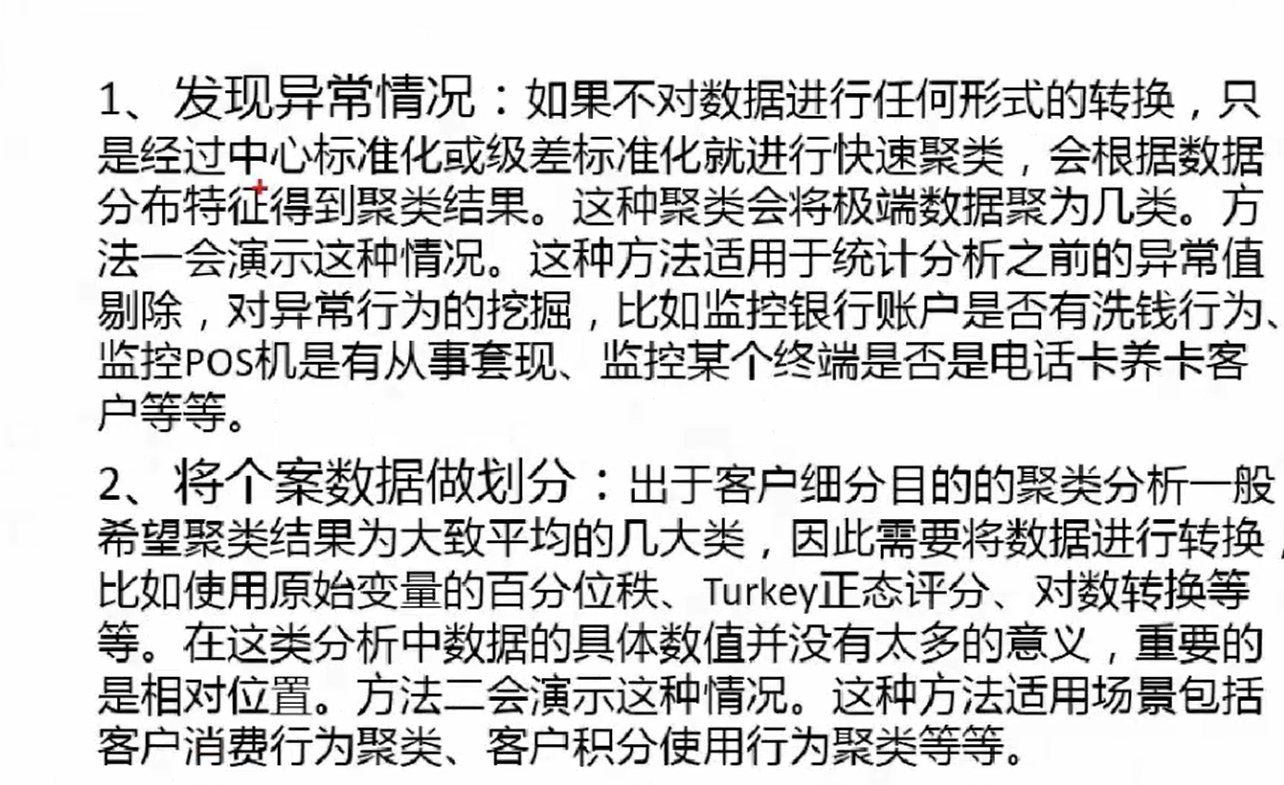 1、发现异常情况：如果不对数据进行任何形式的转换，只
是经过中心标准化或级差标准化就进行快速聚类，会根据数据
分布特征得到聚类结果。这种聚类会将极端数据聚为几类。方
法一会演示这种情况。这种方法适用于统计分析之前的异常值
剔除，对异常行为的挖掘，比如监控银行账户是否有洗钱行为、
监控POS机是有从事套现、监控某个终端是否是电话卡养卡客
户等等。
2、将个案数据做划分：出于客户细分目的的聚类分析一般
希望聚类结果为大致平均的几大类，因此需要将数据进行转换，
比如使用原始变量的百分位秩、Turkey正态评分、对数转换等
等。在这类分析中数据的具体数值并没有太多的意义，重要的
是相对位置。方法二会演示这种情况。这种方法适用场景包括
客户消费行为聚类、客户积分使用行为聚类等等。